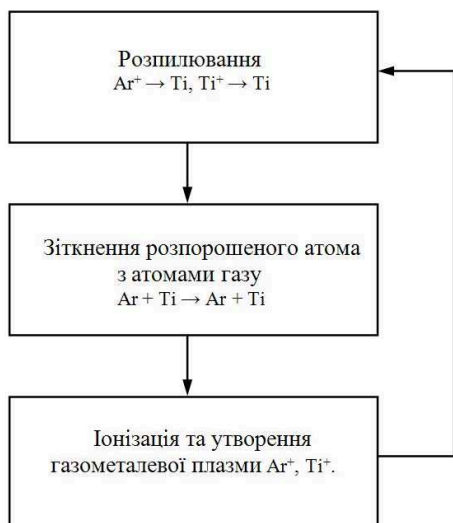 Розпилювання
Ar⁺ → Ti, Ti⁺ → Ti
Зіткнення розпорошеного атома
з атомами газу
Ar + Ti → Ar + Ti
Іонізація та утворення
газометалевої плазми Ar⁺, Ti⁺.